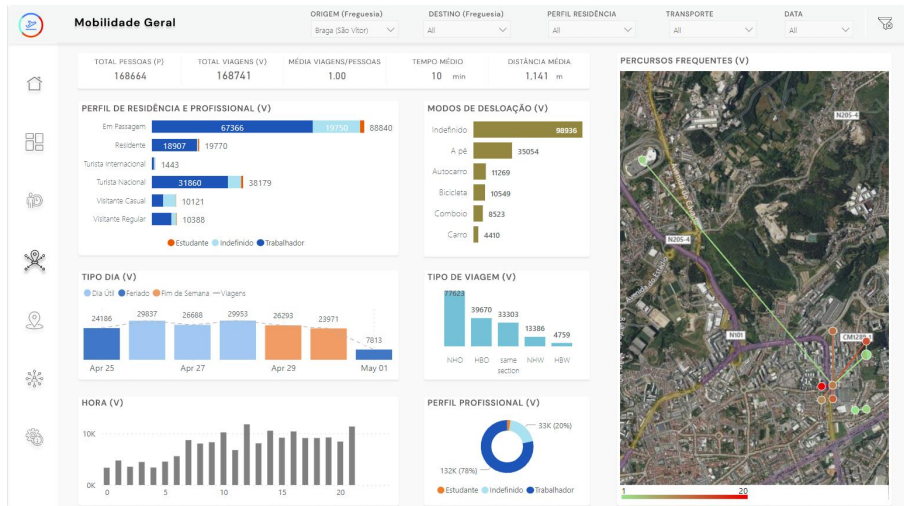 Mobilidade Geral
ORIGEM (Freguesia)
Braga (São Vítor)
DESTINO (Freguesia)
All
PERFIL RESIDÊNCIA
All
TRANSPORTE
All
DATA
All
TOTAL PESSOAS (P)
168664
TOTAL VIAGENS (V)
168741
MÉDIA VIAGENS/PESSOAS
1.00
TEMPO MÉDIO
10 min
DISTÂNCIA MÉDIA
1,141 m
PERFIL DE RESIDÊNCIA E PROFISSIONAL (V)
Em Passagem 67366 19750 88840
Residente 18907 19770
Turista Internacional 1443
Turista Nacional 31860 38179
Visitante Casual 10121
Visitante Regular 10388
Estudante Indefinido Trabalhador
MODOS DE DESLOAÇÃO (V)
Indefinido 98936
A pé 35054
Autocarro 11269
Bicicleta 10549
Comboio 8523
Carro 4410
TIPO DIA (V)
Dia Útil Feriado Fim de Semana Viagens
24186 29837 26688 29953 26293 23971 7813
Apr 25 Apr 27 Apr 29 May 01
TIPO DE VIAGEM (V)
77623 39670 33303 13386 4759
NHO HBO same section NHW HBW
HORA (V)
10K
0K
0 5 10 15 20
PERFIL PROFISSIONAL (V)
33K (20%)
132K (78%)
Estudante Indefinido Trabalhador
PERCURSOS FREQUENTES (V)
N205-4
N205-4
N101
1 20